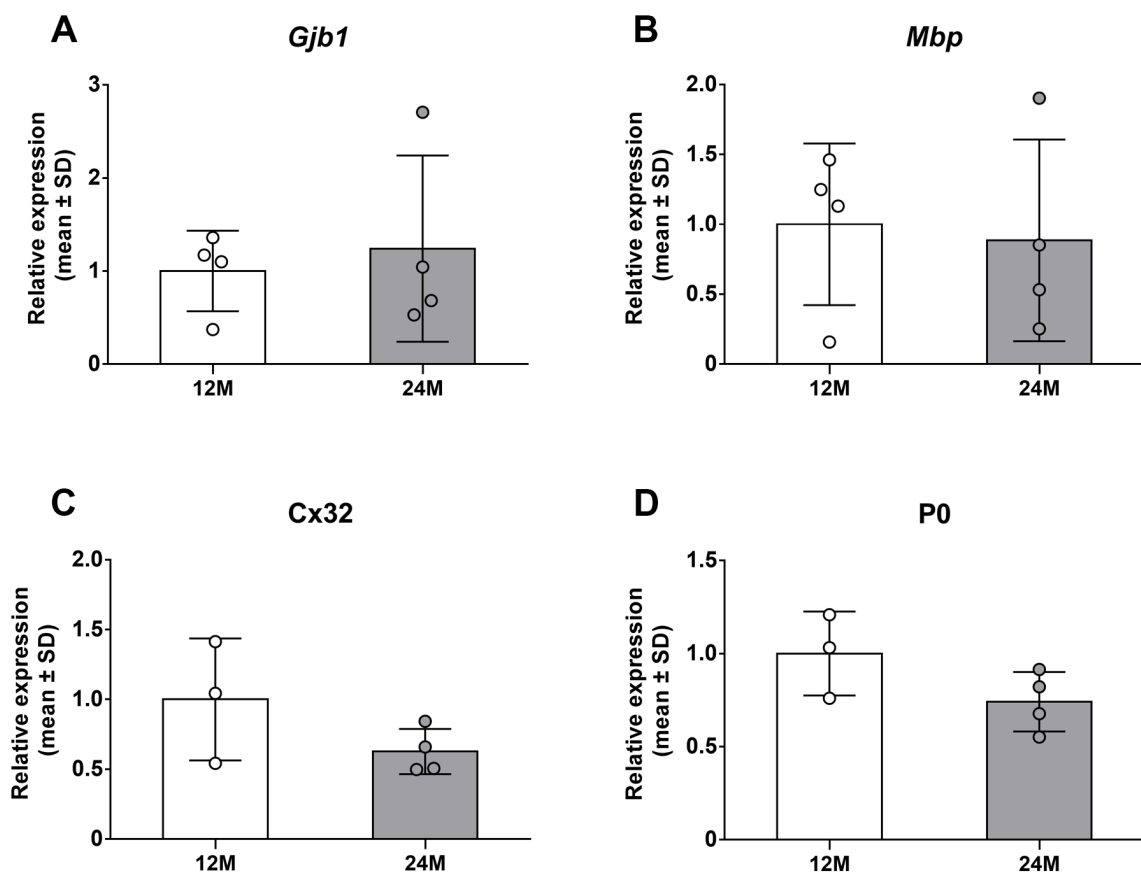 A
Gjb1
Relative expression
(mean ± SD)
3
2
1
0
12M
24M
B
Mbp
Relative expression
(mean ± SD)
2.0
1.5
1.0
0.5
0
12M
24M
C
Cx32
Relative expression
(mean ± SD)
2.0
1.5
1.0
0.5
0
12M
24M
D
P0
Relative expression
(mean ± SD)
1.5
1.0
0.5
0
12M
24M